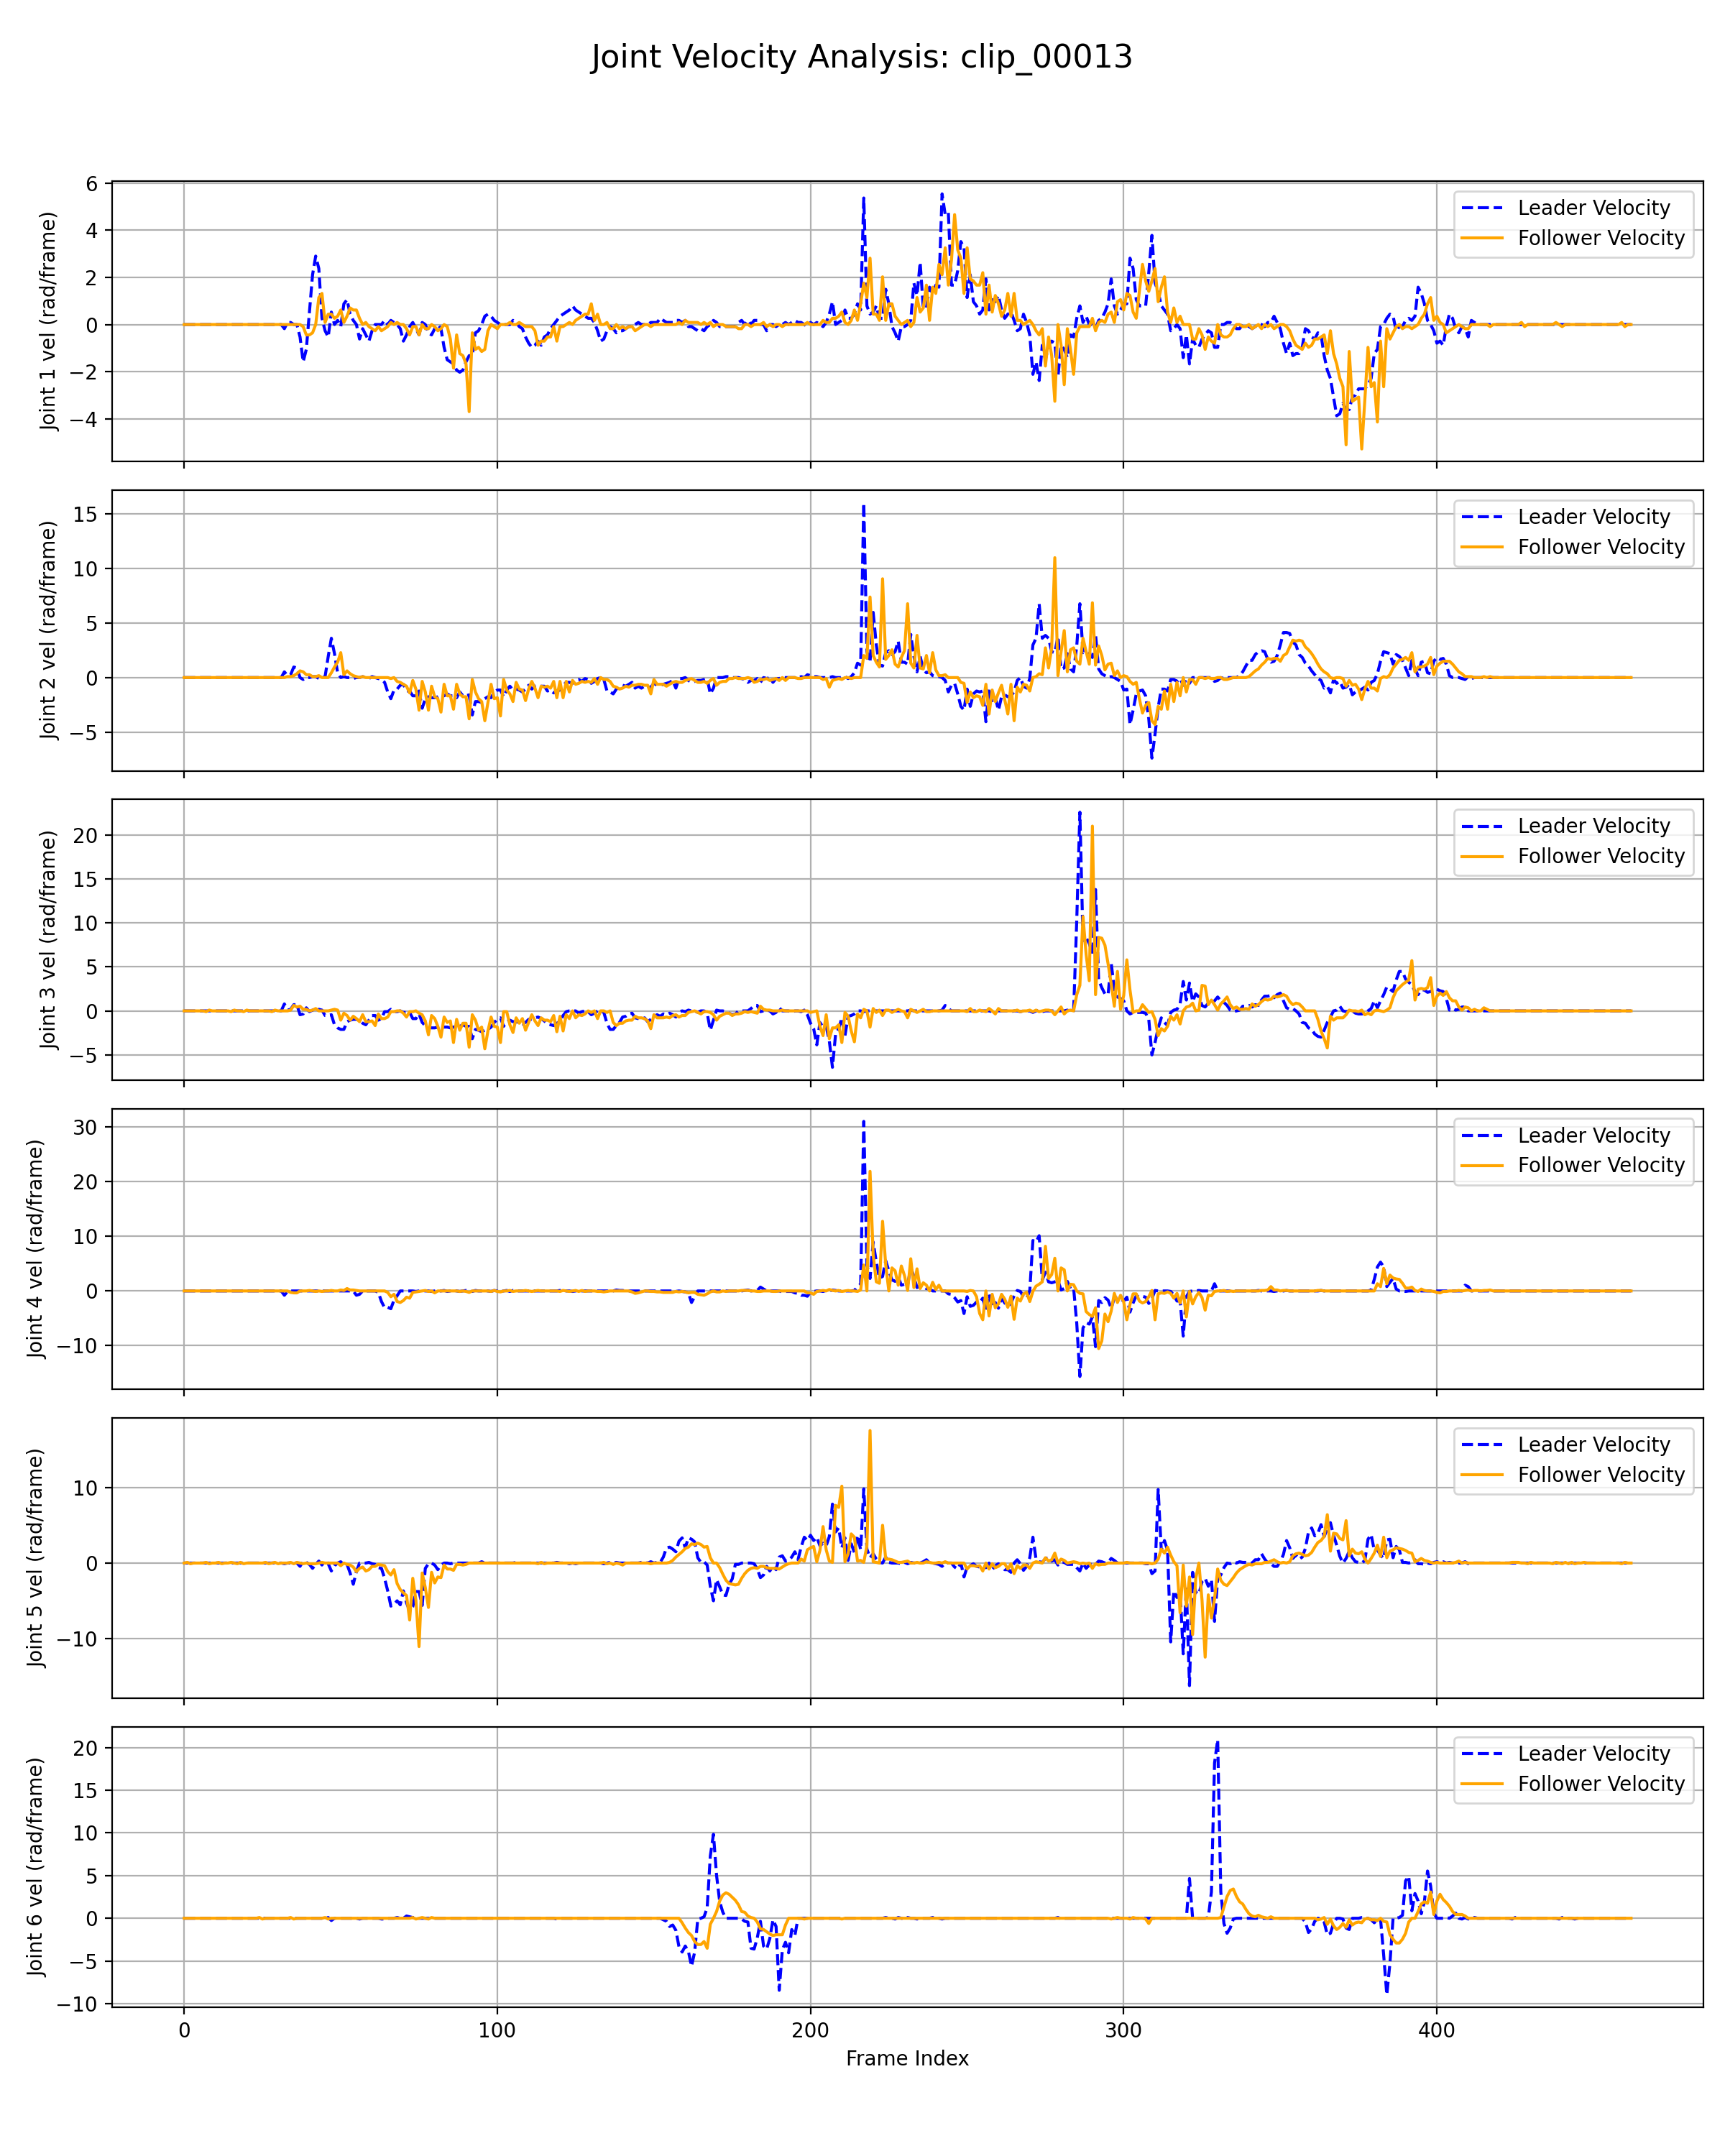 Joint Velocity Analysis: clip_00013
Joint 1 vel (rad/frame)
6
4
2
0
−2
−4
Leader Velocity
Follower Velocity
Joint 2 vel (rad/frame)
15
10
5
0
−5
Leader Velocity
Follower Velocity
Joint 3 vel (rad/frame)
20
15
10
5
0
−5
Leader Velocity
Follower Velocity
Joint 4 vel (rad/frame)
30
20
10
0
−10
Leader Velocity
Follower Velocity
Joint 5 vel (rad/frame)
10
0
−10
Leader Velocity
Follower Velocity
Joint 6 vel (rad/frame)
20
15
10
5
0
−5
−10
Leader Velocity
Follower Velocity
0 100 200 300 400
Frame Index